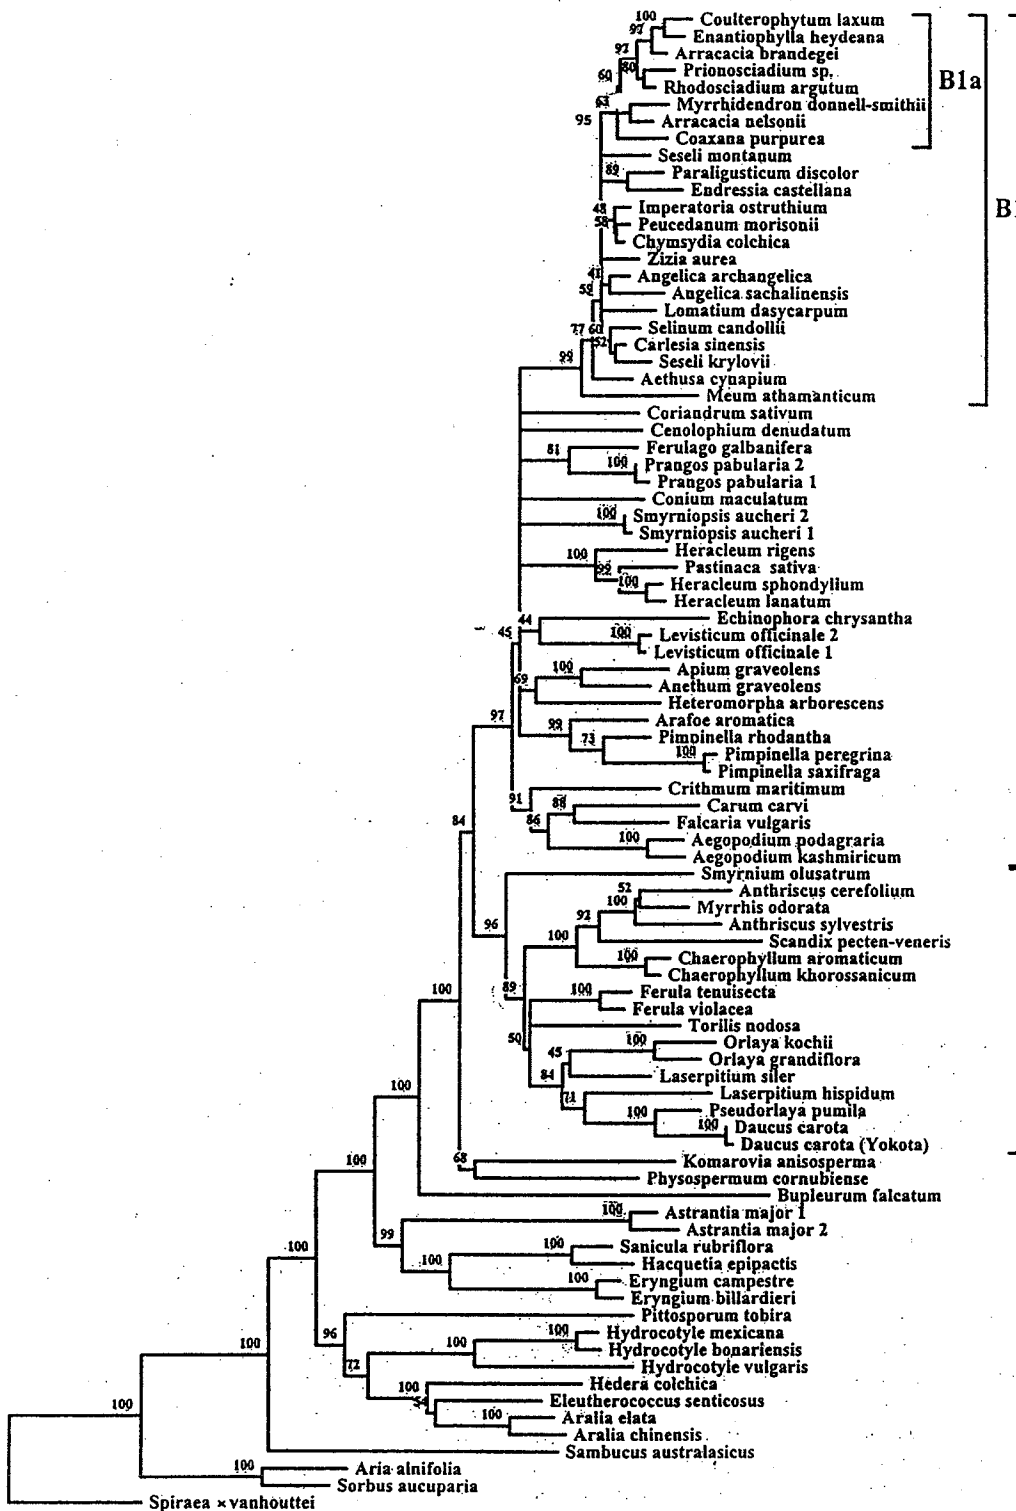 Coulterophytum laxum
Enantiophylla heydeana
Arracacia brandegei
Prionosciadium sp.
Rhodosciadium argutum
Myrrhidendron donnell-smithii
Arracacia nelsonii
Coaxana purpurea
Seseli montanum
Paraligusticum discolor
Endressia castellana
Imperatoria ostruthium
Peucedanum morisonii
Chymsydia colchica
Zizia aurea
Angelica archangelica
Angelica sachalinensis
Lomatium dasycarpum
Selinum candollii
Carlesia sinensis
Seseli krylovii
Aethusa cynapium
Meum athamanticum
Coriandrum sativum
Cenolophium denudatum
Ferulago galbanifera
Prangos pabularia 2
Prangos pabularia 1
Conium maculatum
Smyrniopsis aucheri 2
Smyrniopsis aucheri 1
Heracleum rigens
Pastinaca sativa
Heracleum sphondylium
Heracleum lanatum
Echinophora chrysantha
Levisticum officinale 2
Levisticum officinale 1
Apium graveolens
Anethum graveolens
Heteromorpha arborescens
Arafoe aromatica
Pimpinella rhodantha
Pimpinella peregrina
Pimpinella saxifraga
Crithmum maritimum
Carum carvi
Falcaria vulgaris
Aegopodium podagraria
Aegopodium kashmiricum
Smyrnium olusatrum
Anthriscus cerefolium
Myrrhis odorata
Anthriscus sylvestris
Scandix pecten-veneris
Chaerophyllum aromaticum
Chaerophyllum khorossanicum
Ferula tenuisecta
Ferula violacea
Torilis nodosa
Orlaya kochii
Orlaya grandiflora
Laserpitium siler
Laserpitium hispidum
Pseudorlaya pumila
Daucus carota
Daucus carota (Yokota)
Komarovia anisosperma
Physospermum cornubiense
Bupleurum falcatum
Astrantia major 1
Astrantia major 2
Sanicula rubriflora
Hacquetia epipactis
Eryngium campestre
Eryngium billardieri
Pittosporum tobira
Hydrocotyle mexicana
Hydrocotyle bonariensis
Hydrocotyle vulgaris
Hedera colchica
Eleutherococcus senticosus
Aralia elata
Aralia chinensis
Sambucus australasicus
Aria alnifolia
Sorbus aucuparia
Spiraea × vanhouttei
B1a
100
97
97
80
60
63
95
89
48
58
41
59
77
60
52
99
81
100
100
100
99
100
44
45
100
100
69
97
99
73
100
91
88
86
100
84
52
100
92
96
100
100
89
100
50
100
45
84
71
100
100
100
68
100
100
100
99
100
100
100
100
96
100
100
72
100
54
100
100
100
100